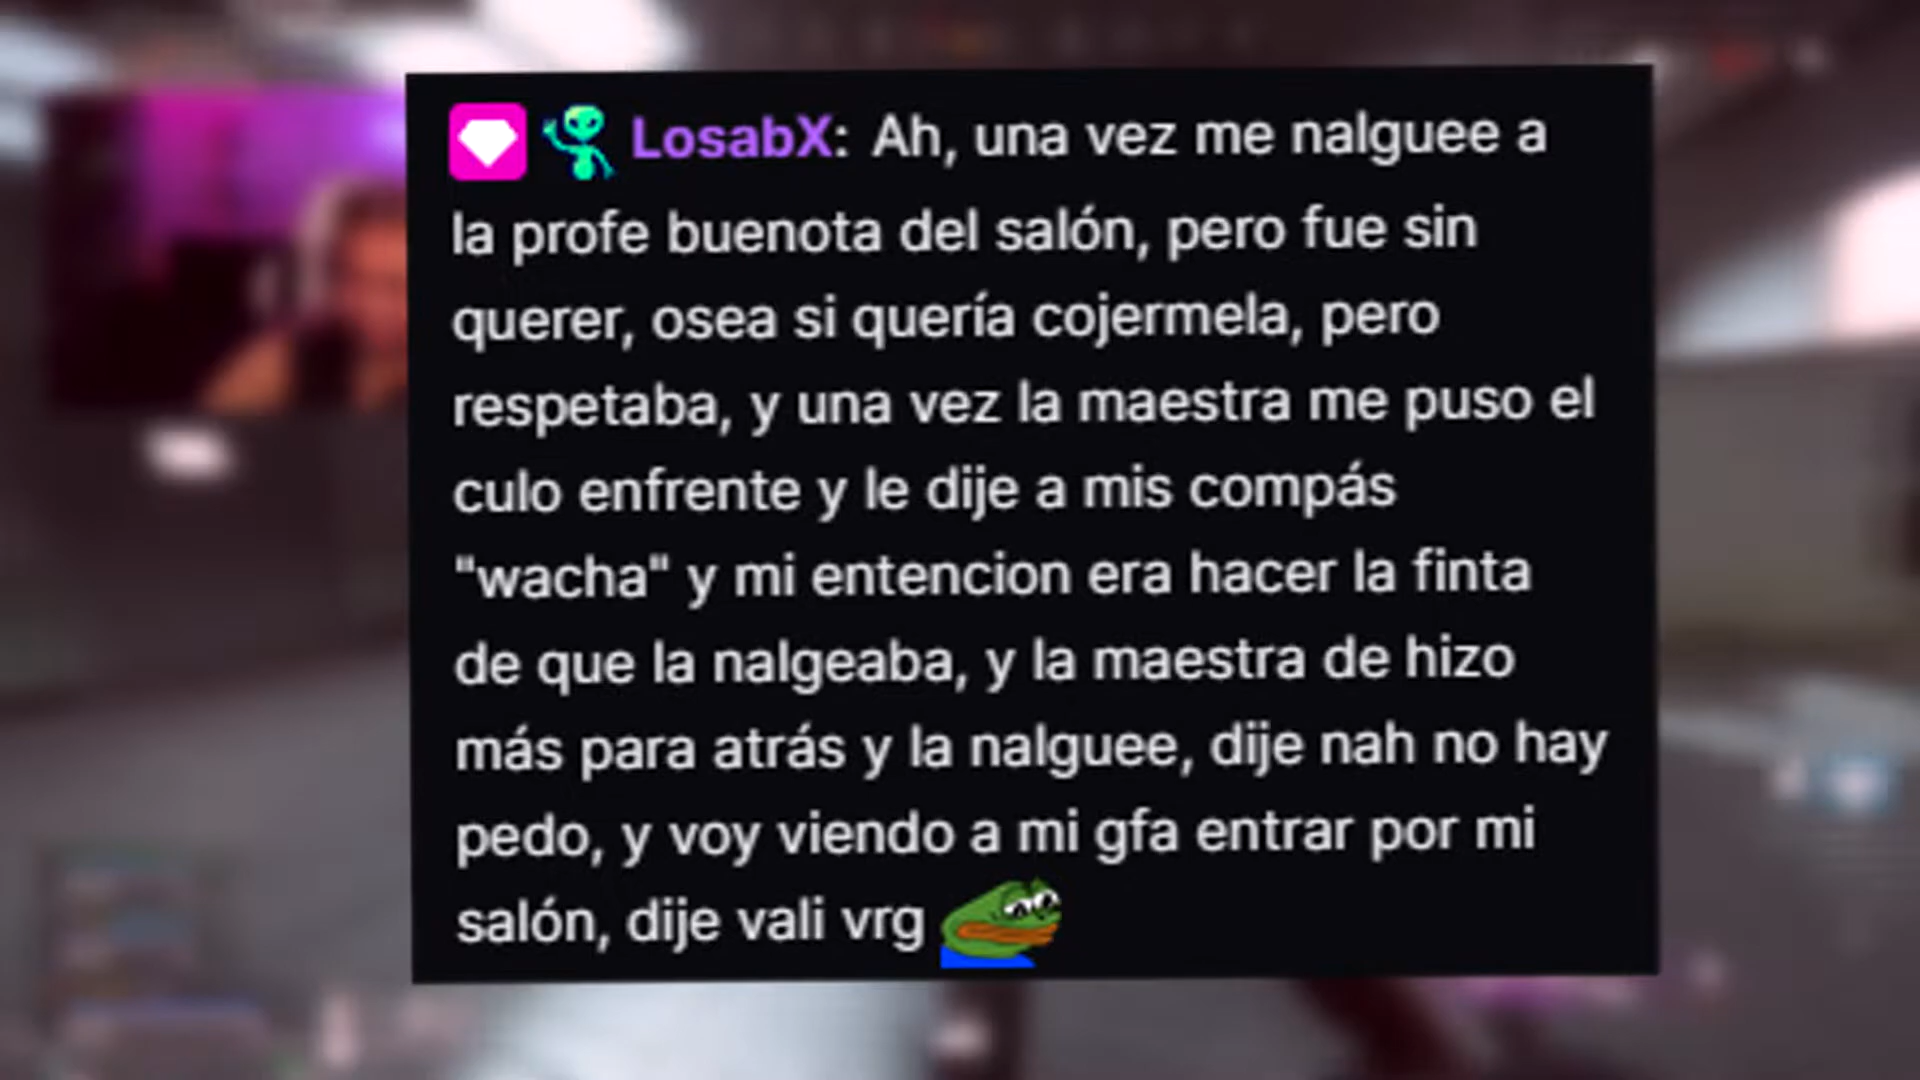 LosabX: Ah, una vez me nalguee a
la profe buenota del salón, pero fue sin
querer, osea si quería cojermela, pero
respetaba, y una vez la maestra me puso el
culo enfrente y le dije a mis compás
"wacha" y mi entencion era hacer la finta
de que la nalgeaba, y la maestra de hizo
más para atrás y la nalguee, dije nah no hay
pedo, y voy viendo a mi gfa entrar por mi
salón, dije vali vrg